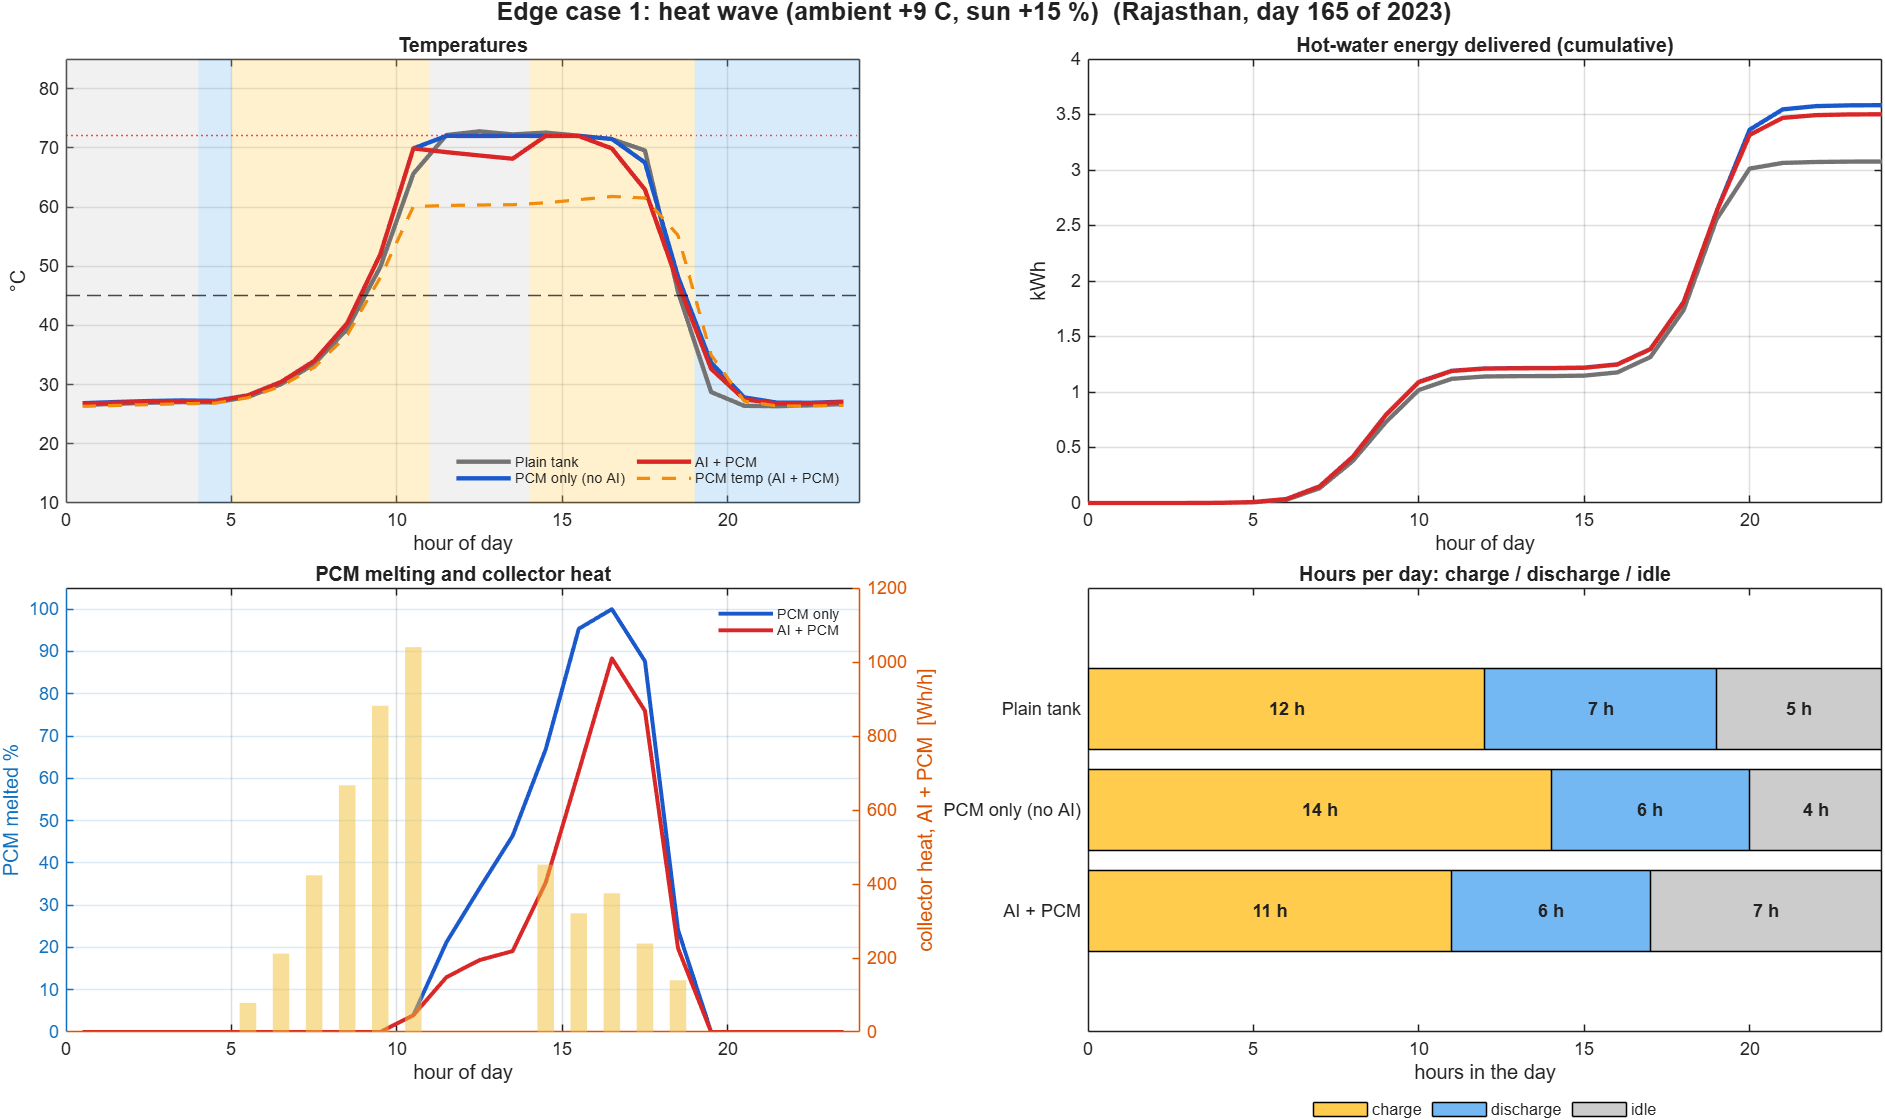 Edge case 1: heat wave (ambient +9 C, sun +15 %)  (Rajasthan, day 165 of 2023)
Temperatures
80
70
60
50
40
30
20
10
°C
0 5 10 15 20
hour of day
Plain tank
PCM only (no AI)
AI + PCM
PCM temp (AI + PCM)
Hot-water energy delivered (cumulative)
4
3.5
3
2.5
2
1.5
1
0.5
0
kWh
0 5 10 15 20
hour of day
PCM melting and collector heat
100
90
80
70
60
50
40
30
20
10
0
PCM melted %
PCM only
AI + PCM
1200
1000
800
600
400
200
0
collector heat, AI + PCM  [Wh/h]
0 5 10 15 20
hour of day
Hours per day: charge / discharge / idle
Plain tank 12 h 7 h 5 h
PCM only (no AI) 14 h 6 h 4 h
AI + PCM 11 h 6 h 7 h
0 5 10 15 20
hours in the day
charge discharge idle